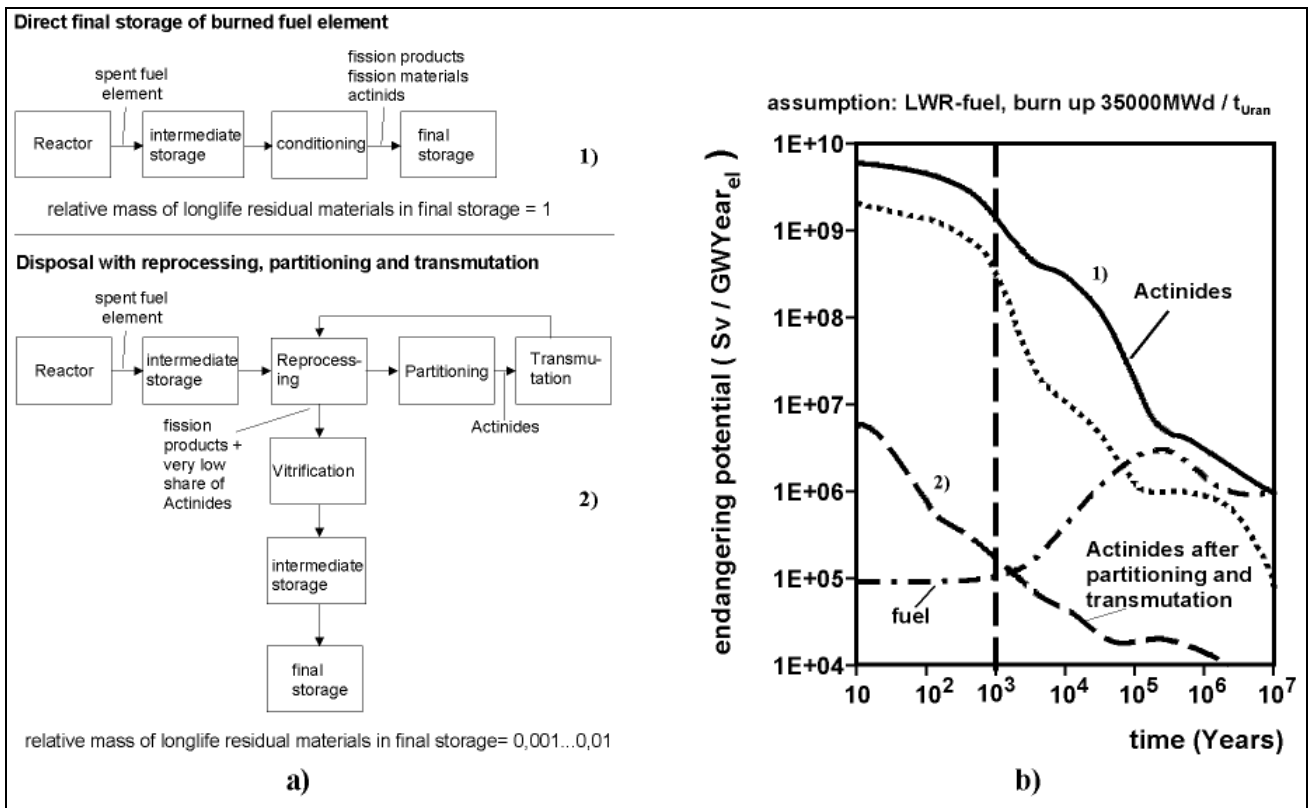 Direct final storage of burned fuel element
spent fuel
element
fission products
fission materials
actinids
Reactor
intermediate
storage
conditioning
final
storage
1)
relative mass of longlife residual materials in final storage = 1
Disposal with reprocessing, partitioning and transmutation
spent fuel
element
Reactor
intermediate
storage
Reprocess-
ing
Partitioning
Transmu-
tation
Actinides
fission
products +
very low
share of
Actinides
Vitrification
2)
intermediate
storage
final
storage
relative mass of longlife residual materials in final storage= 0,001...0,01
a)
assumption: LWR-fuel, burn up 35000MWd / tUran
endangering potential ( Sv / GWYearel )
1E+10
1E+09
1E+08
1E+07
1E+06
1E+05
1E+04
1)
Actinides
2)
Actinides after
partitioning and
transmutation
fuel
10 10² 10³ 10⁴ 10⁵ 10⁶ 10⁷
time (Years)
b)